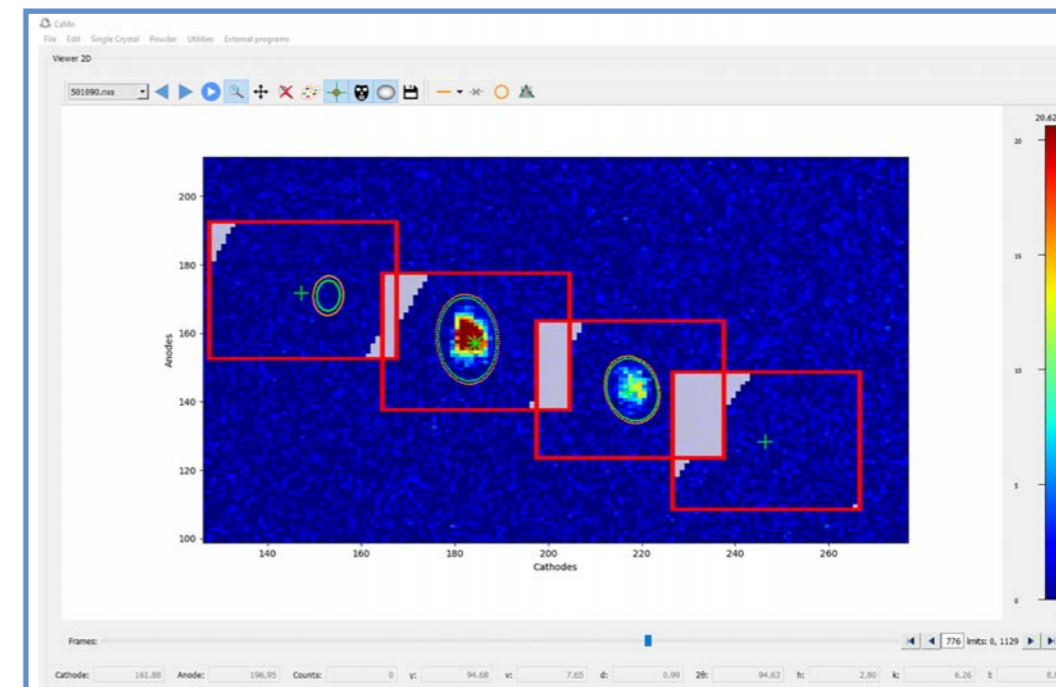 File Edit Single Crystal Powder Utilities External programs
Viewer 2D
501090.nxs
20.62
20
15
10
5
0
200
180
160
140
120
100
Anodes
140 160 180 200 220 240 260
Cathodes
Frames: 776 limits: 0, 1129
Cathode: 161.88 Anode: 196.95 Counts: 0 γ: 94.68 ν: 7.65 d: 0.99 2θ: 94.63 h: 2.80 k: 6.26 l: